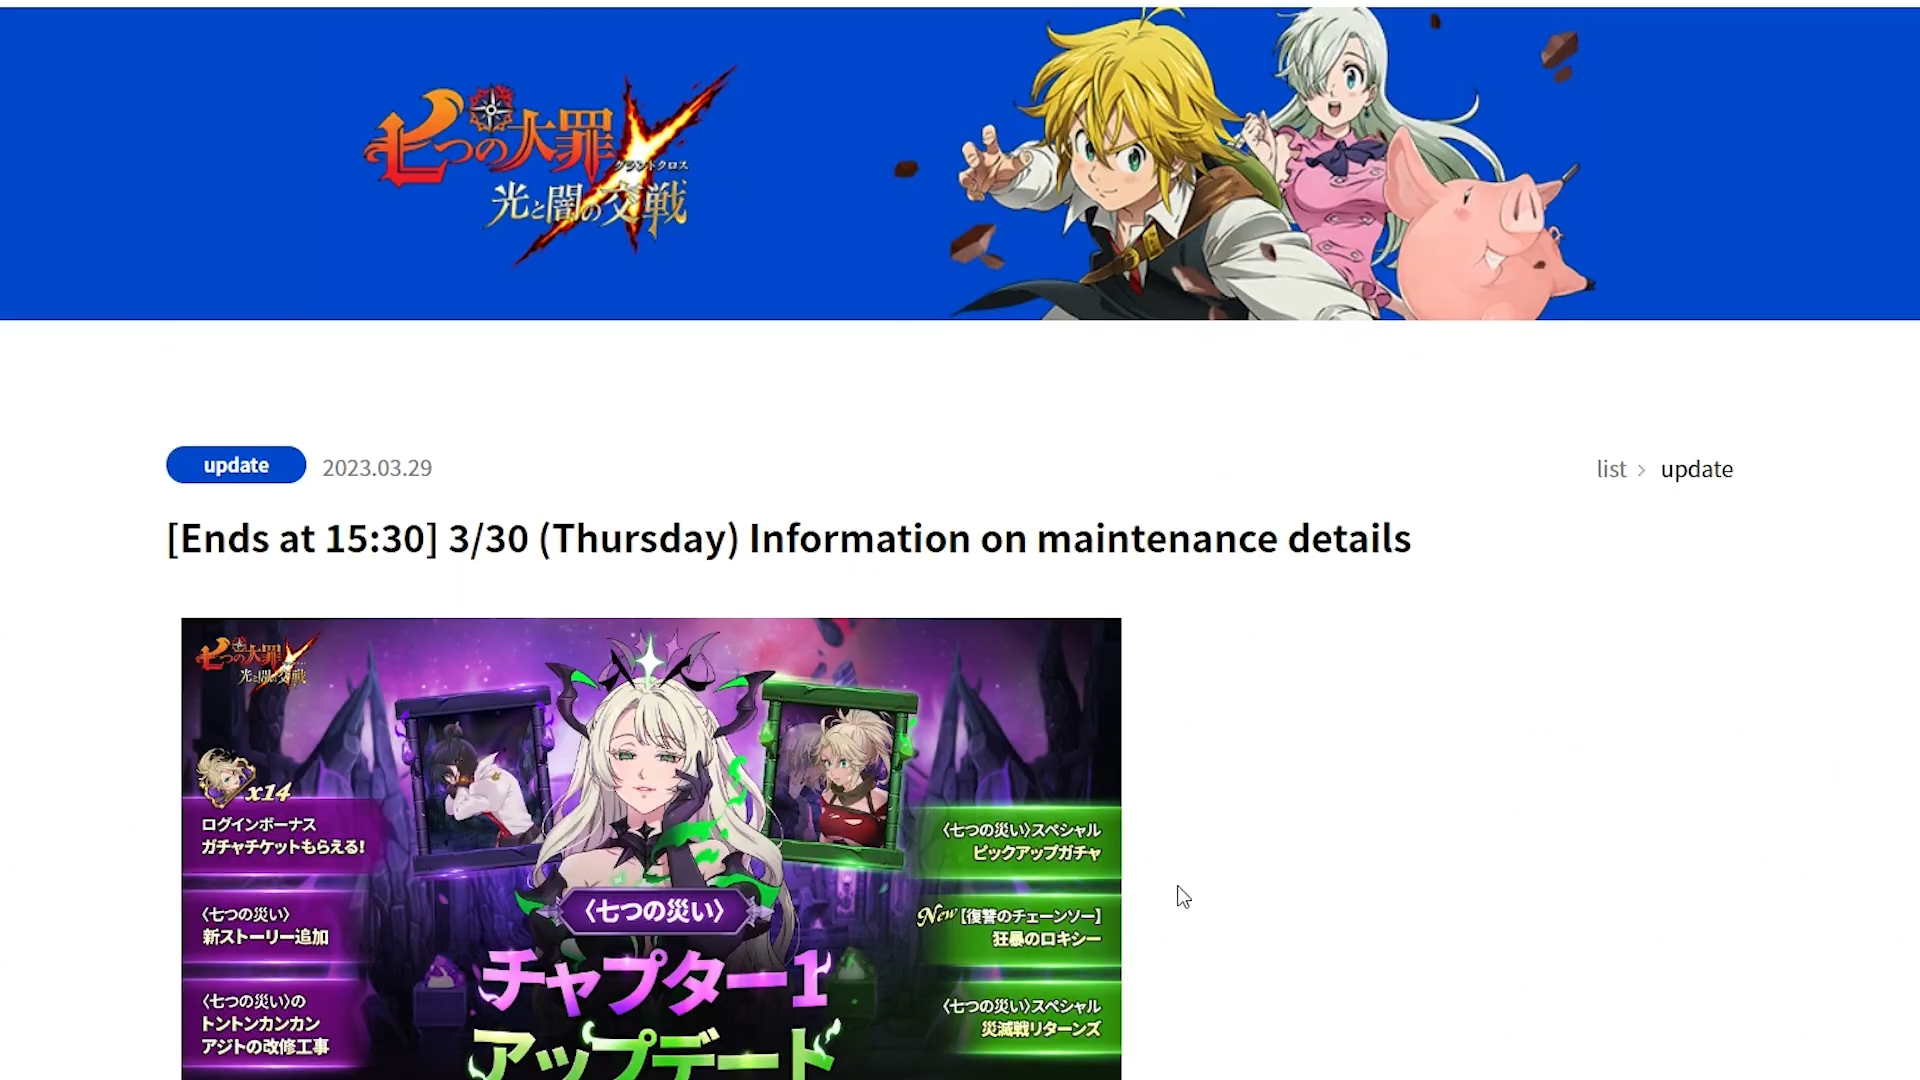 七つの大罪
グランドクロス
光と闇の交戦
update
2023.03.29
list > update
[Ends at 15:30] 3/30 (Thursday) Information on maintenance details
七つの大罪
光と闇の交戦
x14
ログインボーナス
ガチャチケットもらえる!
〈七つの災い〉
新ストーリー追加
〈七つの災い〉の
トントンカンカン
アジトの改修工事
〈七つの災い〉
チャプター1
アップデート
〈七つの災い〉スペシャル
ピックアップガチャ
New【復讐のチェーンソー】
狂暴のロキシー
〈七つの災い〉スペシャル
災滅戦リターンズ